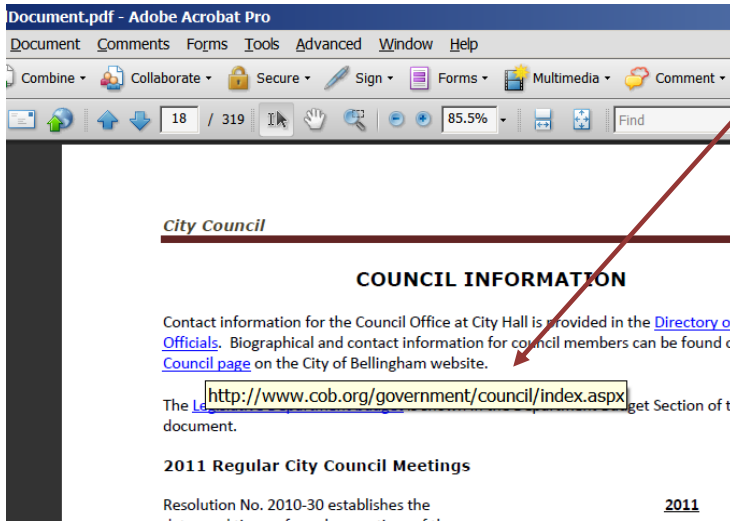 Document.pdf - Adobe Acrobat Pro
Document Comments Forms Tools Advanced Window Help
Combine Collaborate Secure Sign Forms Multimedia Comment
18 / 319 85.5% Find
City Council
COUNCIL INFORMATION
Contact information for the Council Office at City Hall is provided in the Directory o
Officials. Biographical and contact information for council members can be found
Council page on the City of Bellingham website.
http://www.cob.org/government/council/index.aspx
The get Section of t
document.
2011 Regular City Council Meetings
Resolution No. 2010-30 establishes the 2011